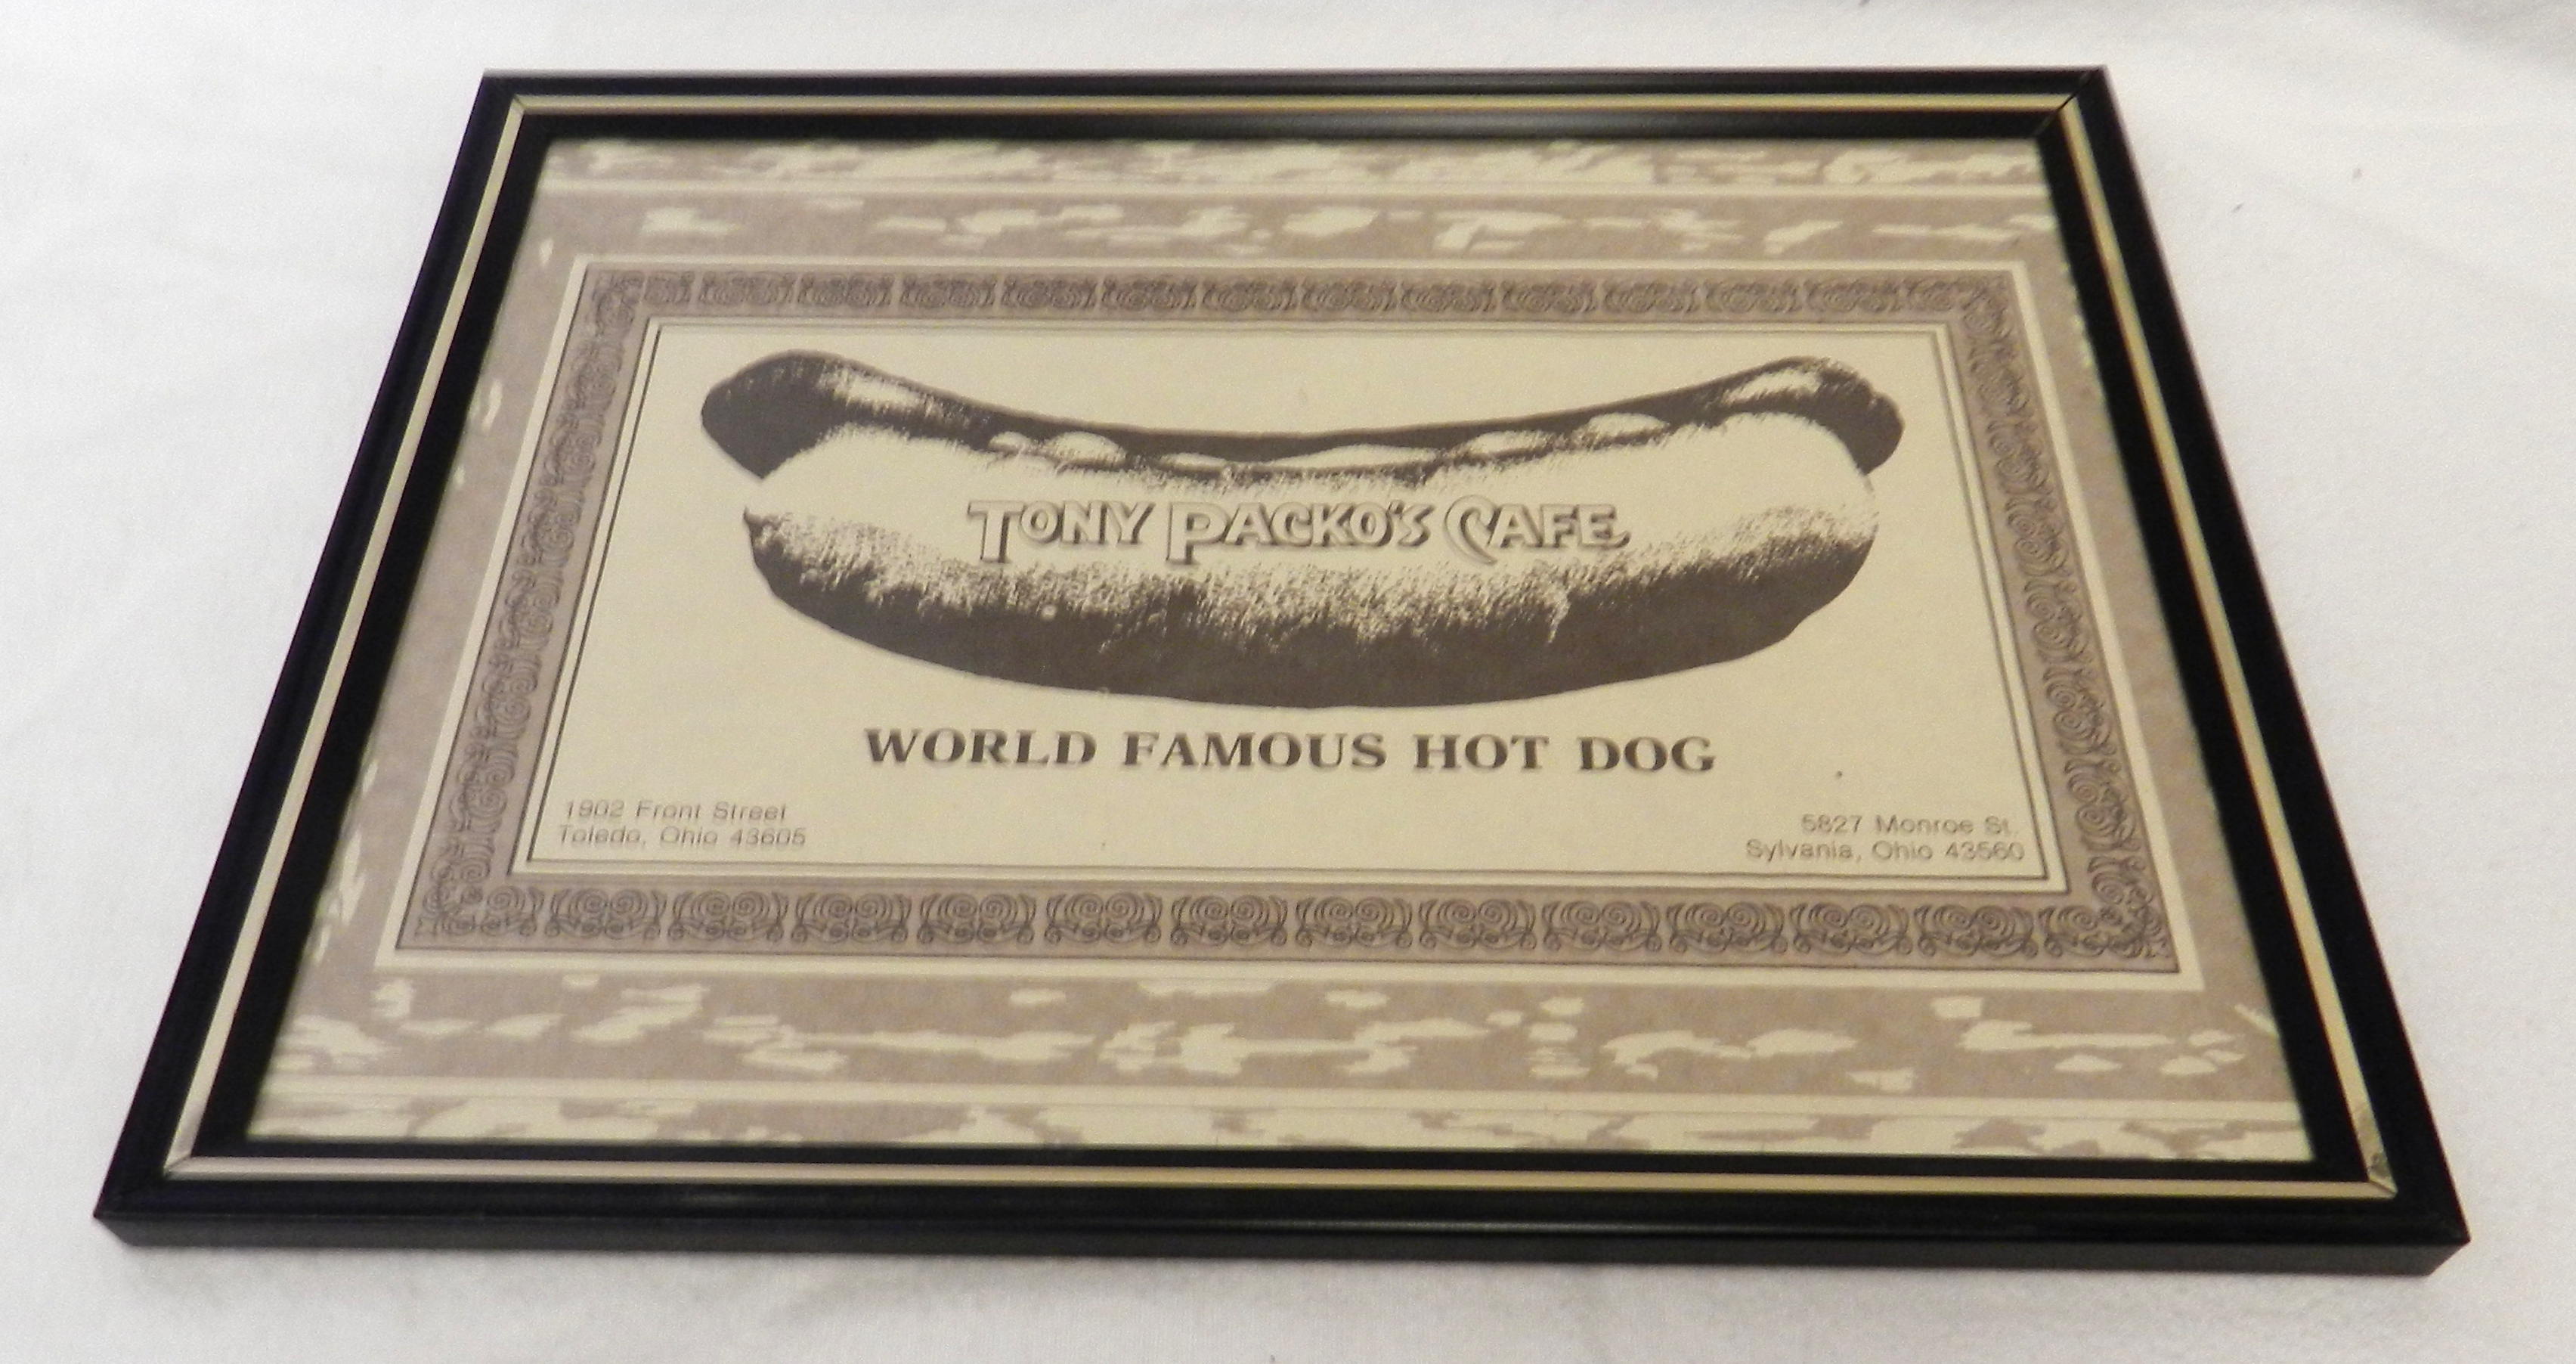 TONY PACKO'S CAFE
WORLD FAMOUS HOT DOG
1902 Front Street
Toledo, Ohio 43605
5827 Monroe St.
Sylvania, Ohio 43560